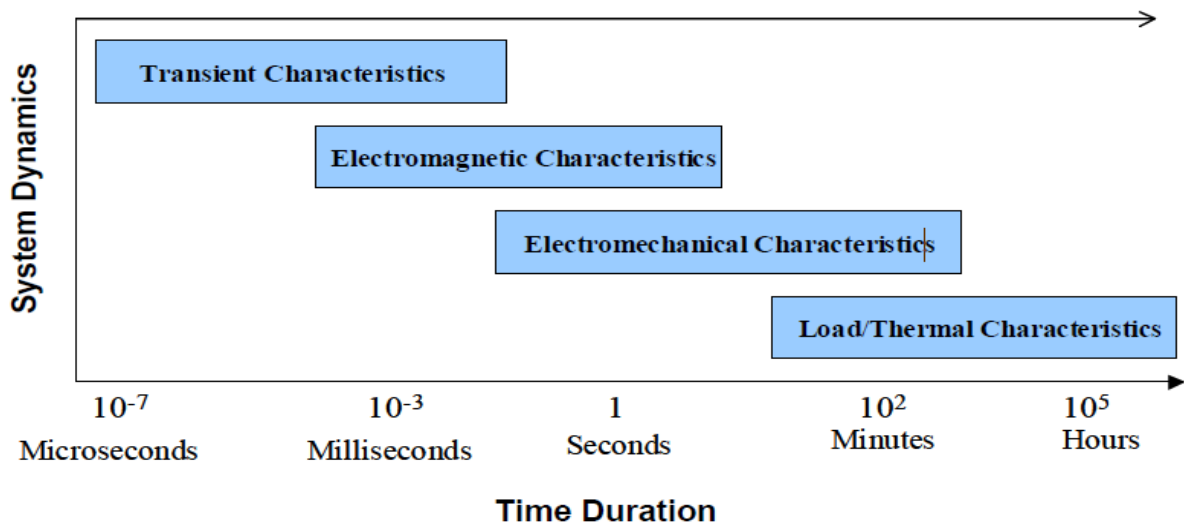 System Dynamics
Transient Characteristics
Electromagnetic Characteristics
Electromechanical Characteristics
Load/Thermal Characteristics
10⁻⁷ 10⁻³ 1 10² 10⁵
Microseconds Milliseconds Seconds Minutes Hours
Time Duration